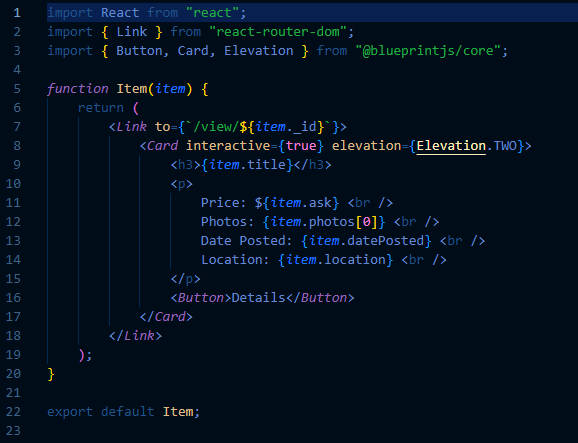 1 import React from "react";
2 import { Link } from "react-router-dom";
3 import { Button, Card, Elevation } from "@blueprintjs/core";
4
5 function Item(item) {
6     return (
7         <Link to={`/view/${item._id}`}>
8             <Card interactive={true} elevation={Elevation.TWO}>
9                 <h3>{item.title}</h3>
10                 <p>
11                     Price: ${item.ask} <br />
12                     Photos: {item.photos[0]} <br />
13                     Date Posted: {item.datePosted} <br />
14                     Location: {item.location} <br />
15                 </p>
16                 <Button>Details</Button>
17             </Card>
18         </Link>
19     );
20 }
21
22 export default Item;
23